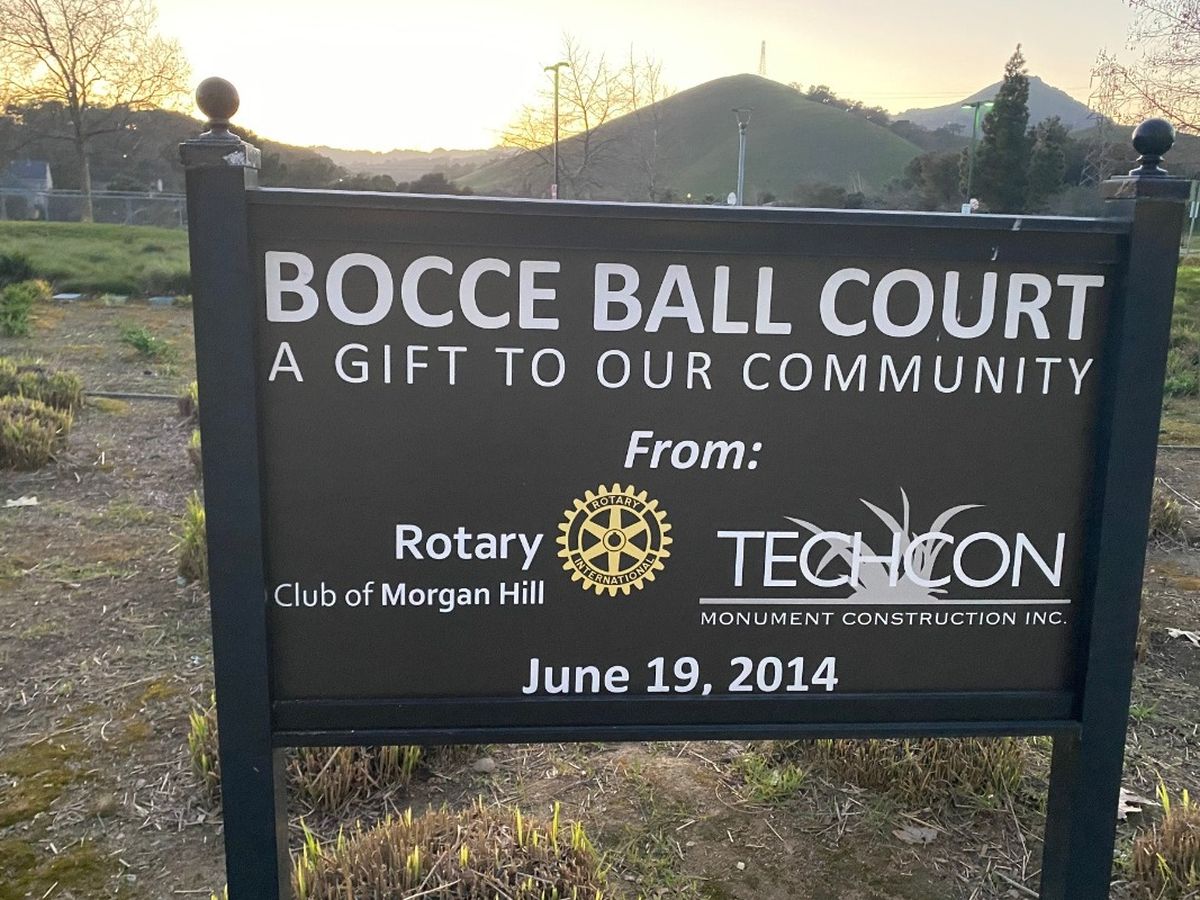 BOCCE BALL COURT
A GIFT TO OUR COMMUNITY
From:
Rotary
Club of Morgan Hill
ROTARY
INTERNATIONAL
TECHCON
MONUMENT CONSTRUCTION INC.
June 19, 2014